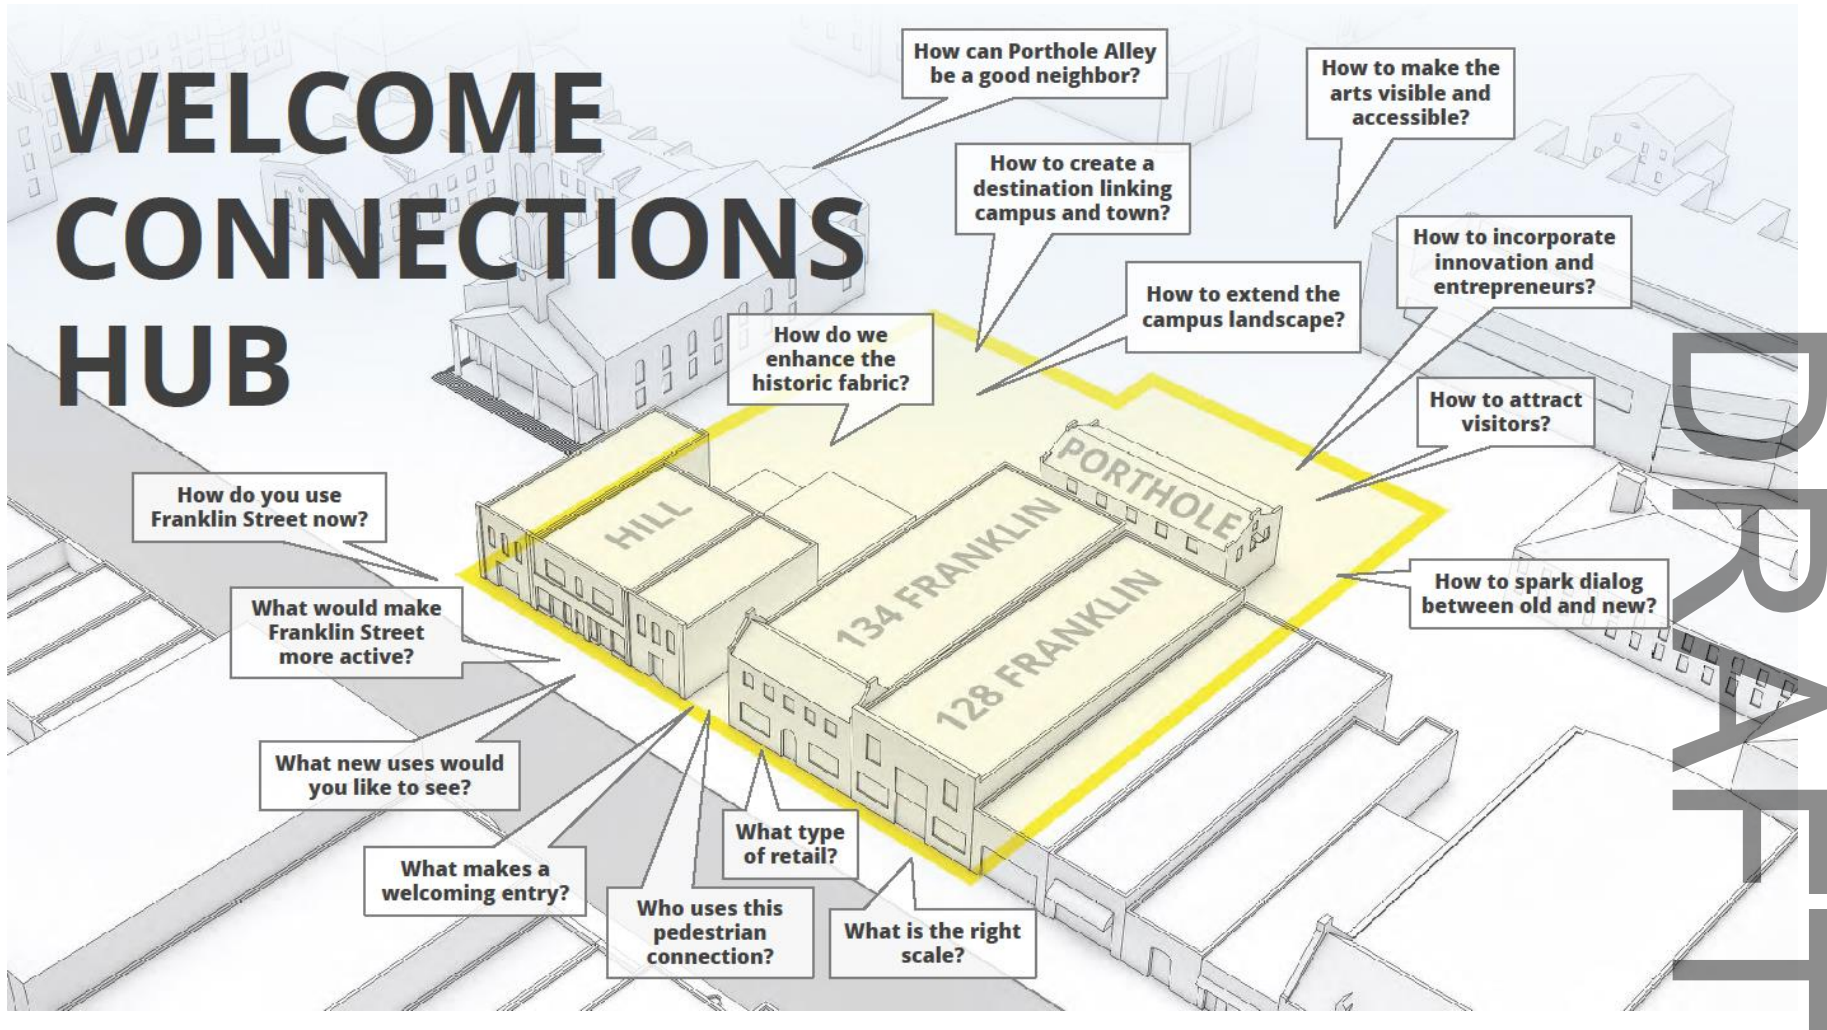 WELCOME
CONNECTIONS
HUB
How can Porthole Alley
be a good neighbor?
How to make the
arts visible and
accessible?
How to create a
destination linking
campus and town?
How to incorporate
innovation and
entrepreneurs?
How to extend the
campus landscape?
How do we
enhance the
historic fabric?
How to attract
visitors?
How do you use
Franklin Street now?
HILL
134 FRANKLIN
128 FRANKLIN
PORTHOLE
How to spark dialog
between old and new?
What would make
Franklin Street
more active?
What new uses would
you like to see?
What type
of retail?
What makes a
welcoming entry?
Who uses this
pedestrian
connection?
What is the right
scale?
DRAFT